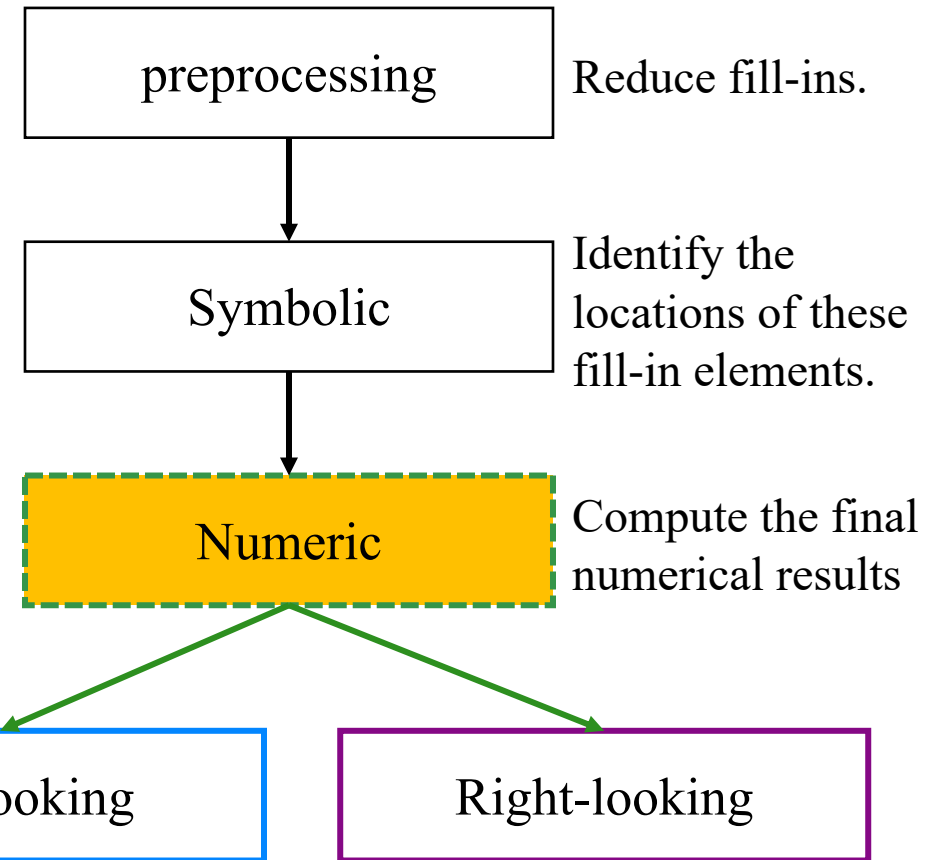 preprocessing
Reduce fill-ins.
Symbolic
Identify the
locations of these
fill-in elements.
Numeric
Compute the final
numerical results
ooking
Right-looking